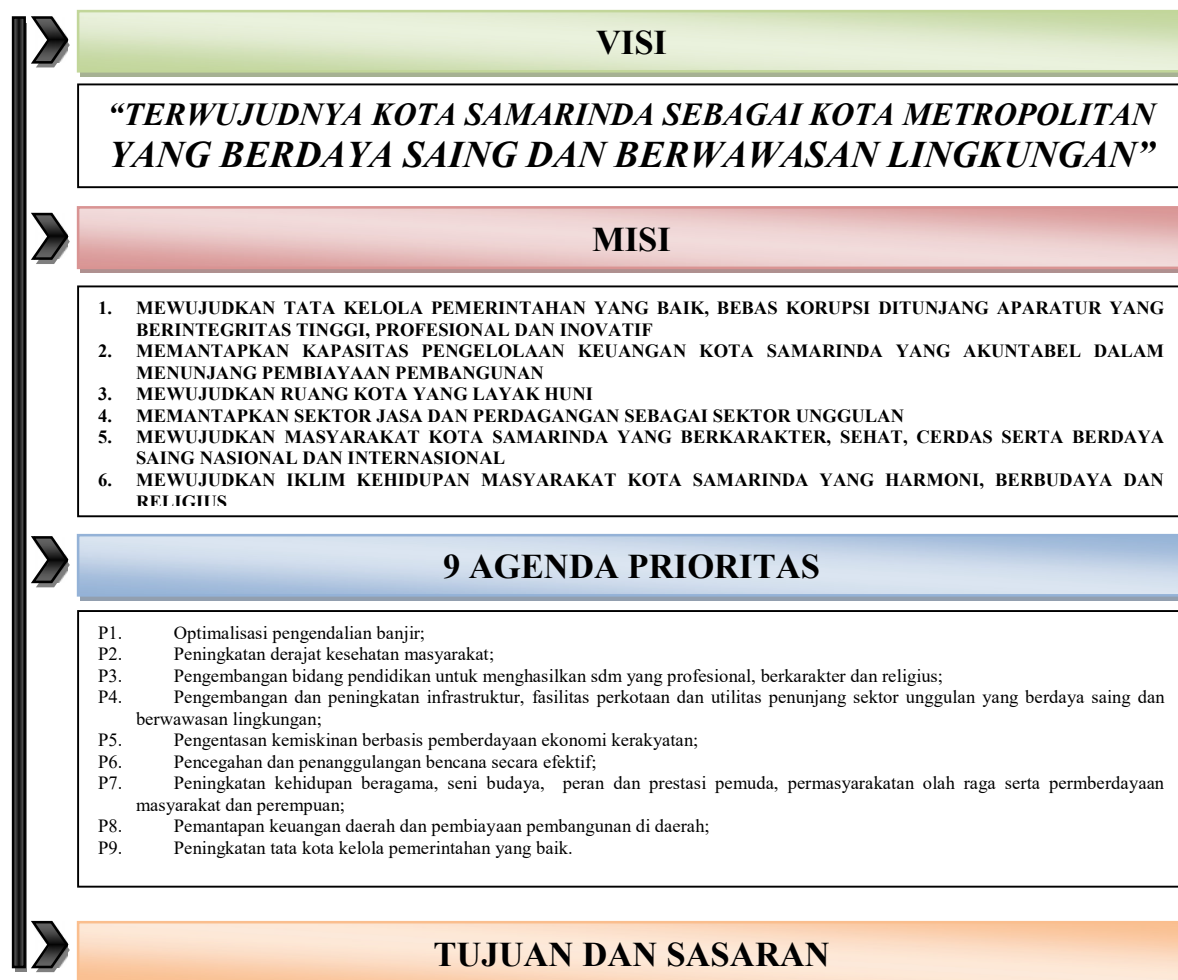 VISI
“TERWUJUDNYA KOTA SAMARINDA SEBAGAI KOTA METROPOLITAN
YANG BERDAYA SAING DAN BERWAWASAN LINGKUNGAN”
MISI
1. MEWUJUDKAN TATA KELOLA PEMERINTAHAN YANG BAIK, BEBAS KORUPSI DITUNJANG APARATUR YANG
BERINTEGRITAS TINGGI, PROFESIONAL DAN INOVATIF
2. MEMANTAPKAN KAPASITAS PENGELOLAAN KEUANGAN KOTA SAMARINDA YANG AKUNTABEL DALAM
MENUNJANG PEMBIAYAAN PEMBANGUNAN
3. MEWUJUDKAN RUANG KOTA YANG LAYAK HUNI
4. MEMANTAPKAN SEKTOR JASA DAN PERDAGANGAN SEBAGAI SEKTOR UNGGULAN
5. MEWUJUDKAN MASYARAKAT KOTA SAMARINDA YANG BERKARAKTER, SEHAT, CERDAS SERTA BERDAYA
SAING NASIONAL DAN INTERNASIONAL
6. MEWUJUDKAN IKLIM KEHIDUPAN MASYARAKAT KOTA SAMARINDA YANG HARMONI, BERBUDAYA DAN
RELIGIUS
9 AGENDA PRIORITAS
P1. Optimalisasi pengendalian banjir;
P2. Peningkatan derajat kesehatan masyarakat;
P3. Pengembangan bidang pendidikan untuk menghasilkan sdm yang profesional, berkarakter dan religius;
P4. Pengembangan dan peningkatan infrastruktur, fasilitas perkotaan dan utilitas penunjang sektor unggulan yang berdaya saing dan
berwawasan lingkungan;
P5. Pengentasan kemiskinan berbasis pemberdayaan ekonomi kerakyatan;
P6. Pencegahan dan penanggulangan bencana secara efektif;
P7. Peningkatan kehidupan beragama, seni budaya, peran dan prestasi pemuda, permasyarakatan olah raga serta permberdayaan
masyarakat dan perempuan;
P8. Pemantapan keuangan daerah dan pembiayaan pembangunan di daerah;
P9. Peningkatan tata kota kelola pemerintahan yang baik.
TUJUAN DAN SASARAN